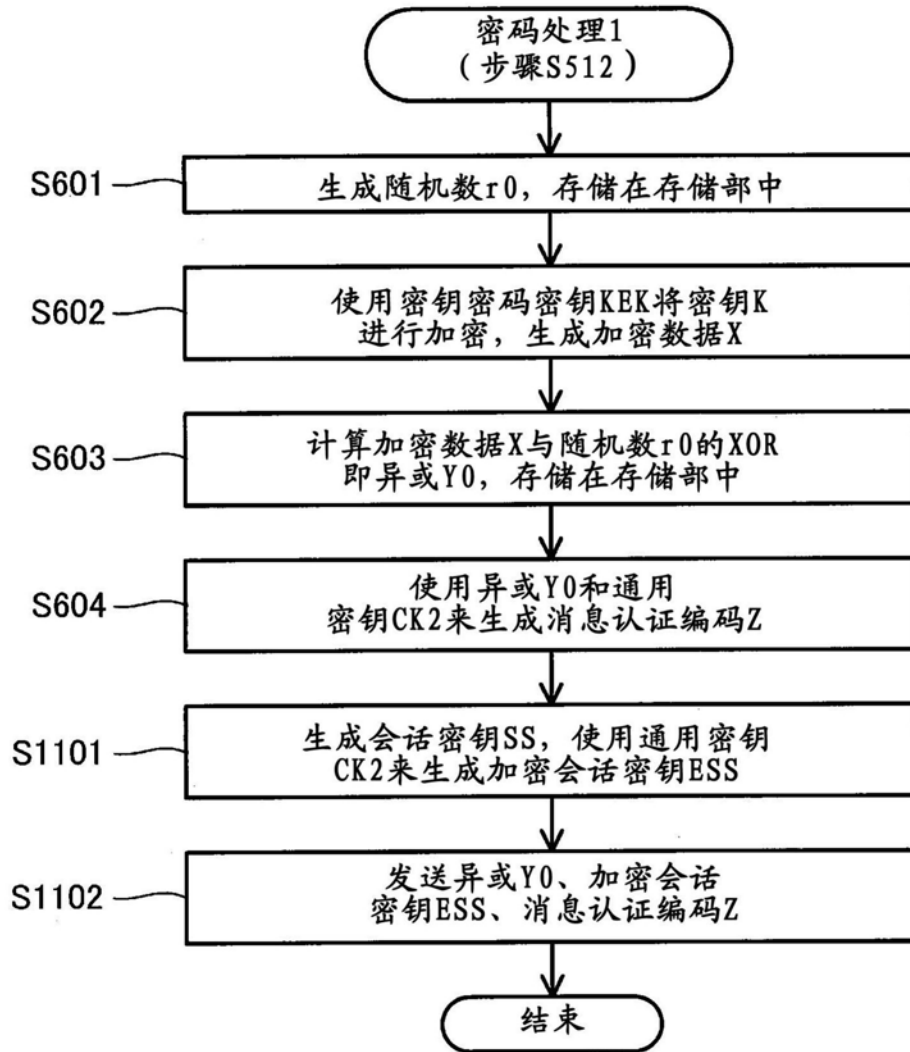 密码处理1
（步骤S512）
S601
生成随机数r0，存储在存储部中
S602
使用密钥密码密钥KEK将密钥K
进行加密，生成加密数据X
S603
计算加密数据X与随机数r0的XOR
即异或Y0，存储在存储部中
S604
使用异或Y0和通用
密钥CK2来生成消息认证编码Z
S1101
生成会话密钥SS，使用通用密钥
CK2来生成加密会话密钥ESS
S1102
发送异或Y0、加密会话
密钥ESS、消息认证编码Z
结束